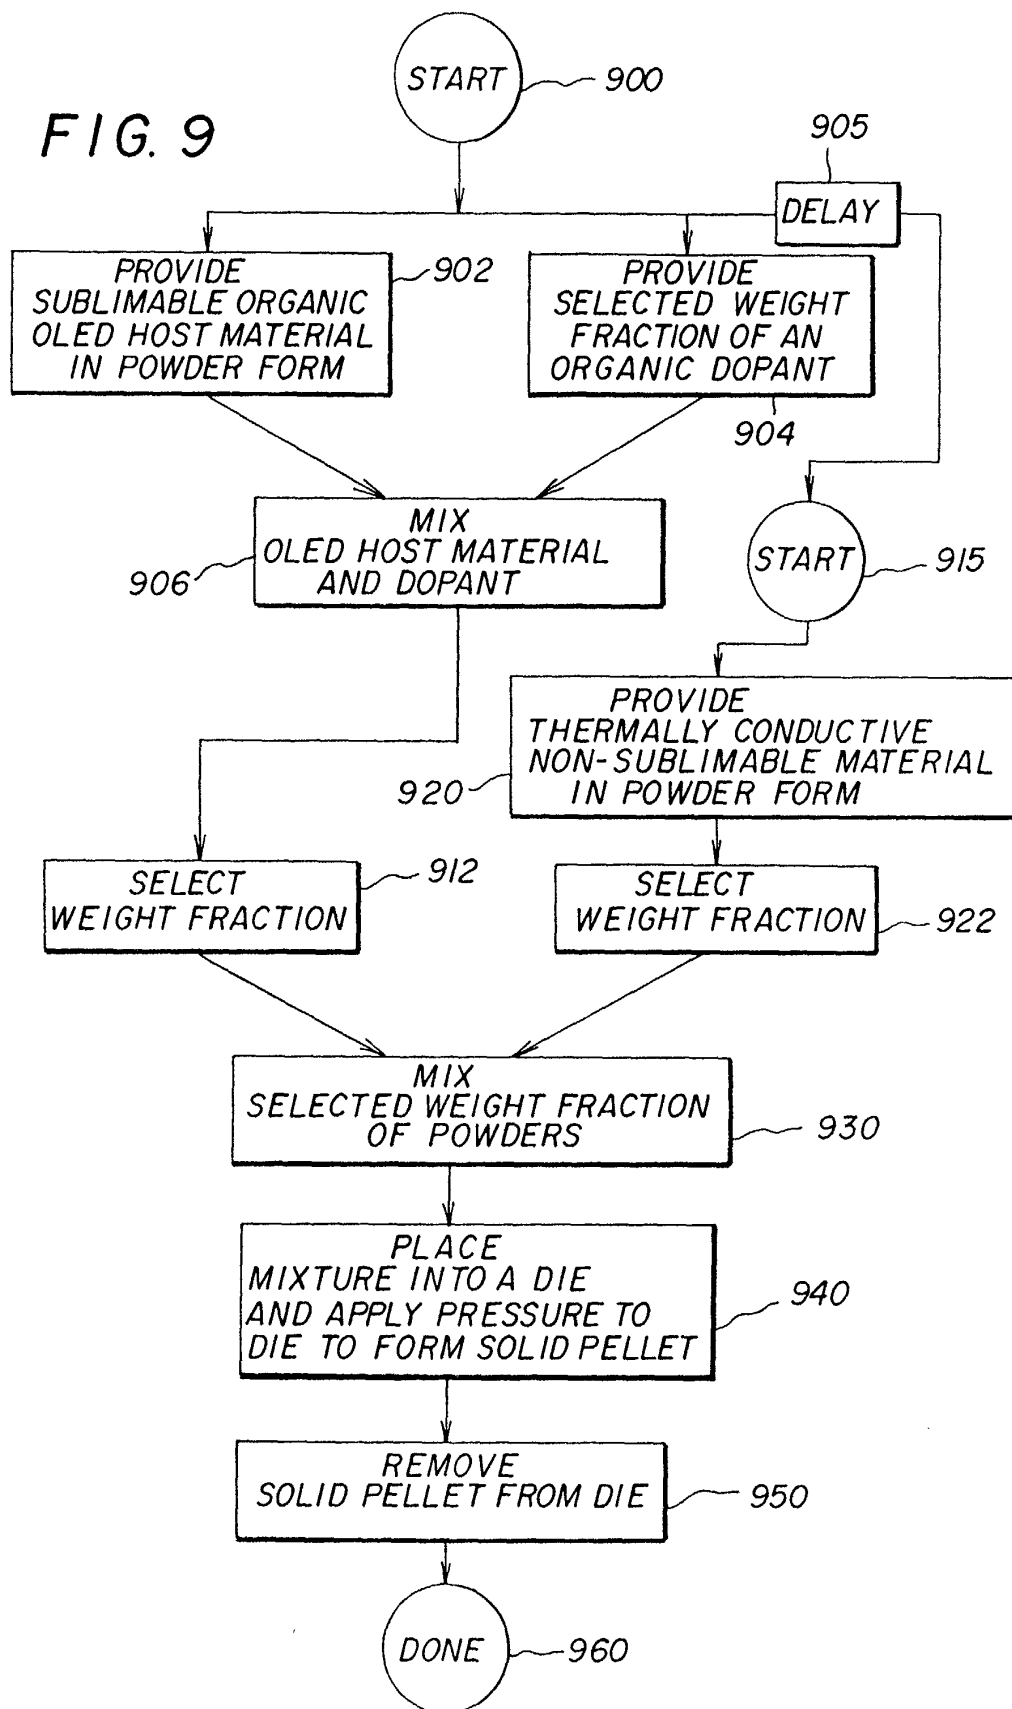 START
900
FIG. 9
905
DELAY
PROVIDE
SUBLIMABLE ORGANIC
OLED HOST MATERIAL
IN POWDER FORM
902
PROVIDE
SELECTED WEIGHT
FRACTION OF AN
ORGANIC DOPANT
904
MIX
OLED HOST MATERIAL
AND DOPANT
906
START
915
PROVIDE
THERMALLY CONDUCTIVE
NON-SUBLIMABLE MATERIAL
IN POWDER FORM
920
SELECT
WEIGHT FRACTION
912
SELECT
WEIGHT FRACTION
922
MIX
SELECTED WEIGHT FRACTION
OF POWDERS
930
PLACE
MIXTURE INTO A DIE
AND APPLY PRESSURE TO
DIE TO FORM SOLID PELLET
940
REMOVE
SOLID PELLET FROM DIE
950
DONE
960